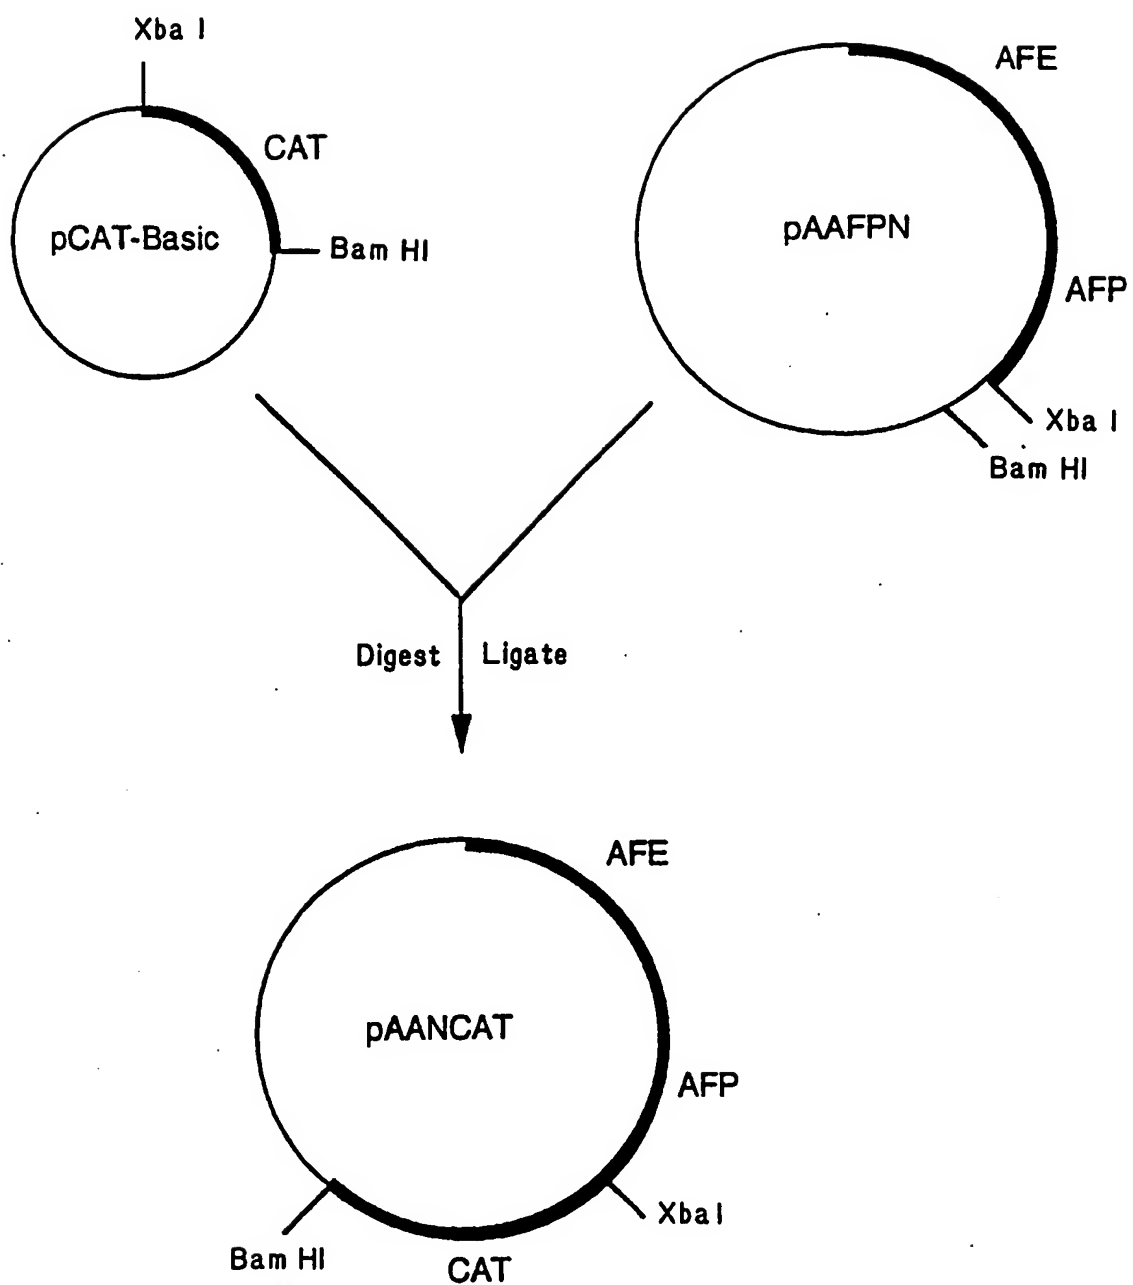 Xba I
CAT
pCAT-Basic
Bam HI
AFE
pAAFPN
AFP
Xba I
Bam HI
Digest Ligate
AFE
pAANCAT
AFP
XbaI
Bam HI
CAT